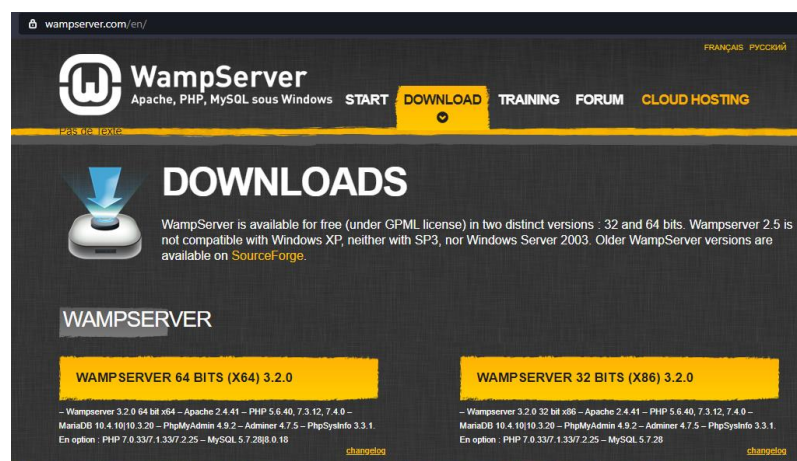 wampserver.com/en/
FRANÇAIS РУССКИЙ
WampServer
Apache, PHP, MySQL sous Windows
START DOWNLOAD TRAINING FORUM CLOUD HOSTING
Pas de Texte
DOWNLOADS
WampServer is available for free (under GPML license) in two distinct versions : 32 and 64 bits. Wampserver 2.5 is
not compatible with Windows XP, neither with SP3, nor Windows Server 2003. Older WampServer versions are
available on SourceForge.
WAMPSERVER
WAMPSERVER 64 BITS (X64) 3.2.0
– Wampserver 3.2.0 64 bit x64 – Apache 2.4.41 – PHP 5.6.40, 7.3.12, 7.4.0 –
MariaDB 10.4.10|10.3.20 – PhpMyAdmin 4.9.2 – Adminer 4.7.5 – PhpSysInfo 3.3.1.
En option : PHP 7.0.33/7.1.33/7.2.25 – MySQL 5.7.28|8.0.18
changelog
WAMPSERVER 32 BITS (X86) 3.2.0
– Wampserver 3.2.0 32 bit x86 – Apache 2.4.41 – PHP 5.6.40, 7.3.12, 7.4.0 –
MariaDB 10.4.10|10.3.20 – PhpMyAdmin 4.9.2 – Adminer 4.7.5 – PhpSysInfo 3.3.1.
En option : PHP 7.0.33/7.1.33/7.2.25 – MySQL 5.7.28
changelog